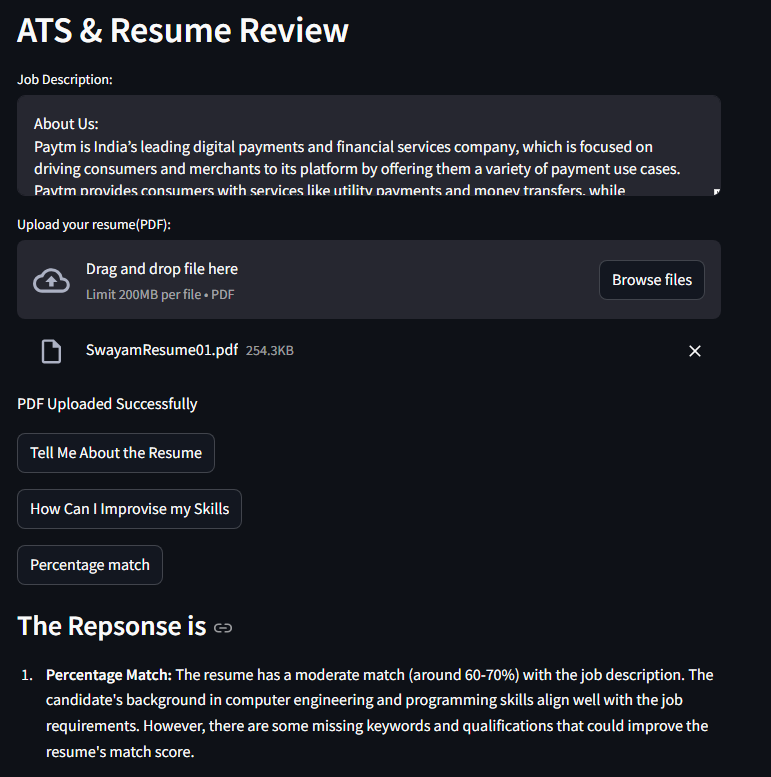 ATS & Resume Review
Job Description:
About Us:
Paytm is India’s leading digital payments and financial services company, which is focused on
driving consumers and merchants to its platform by offering them a variety of payment use cases.
Paytm provides consumers with services like utility payments and money transfers, while
Upload your resume(PDF):
Drag and drop file here
Limit 200MB per file • PDF
Browse files
SwayamResume01.pdf 254.3KB
PDF Uploaded Successfully
Tell Me About the Resume
How Can I Improvise my Skills
Percentage match
The Repsonse is
1. Percentage Match: The resume has a moderate match (around 60-70%) with the job description. The
candidate's background in computer engineering and programming skills align well with the job
requirements. However, there are some missing keywords and qualifications that could improve the
resume's match score.